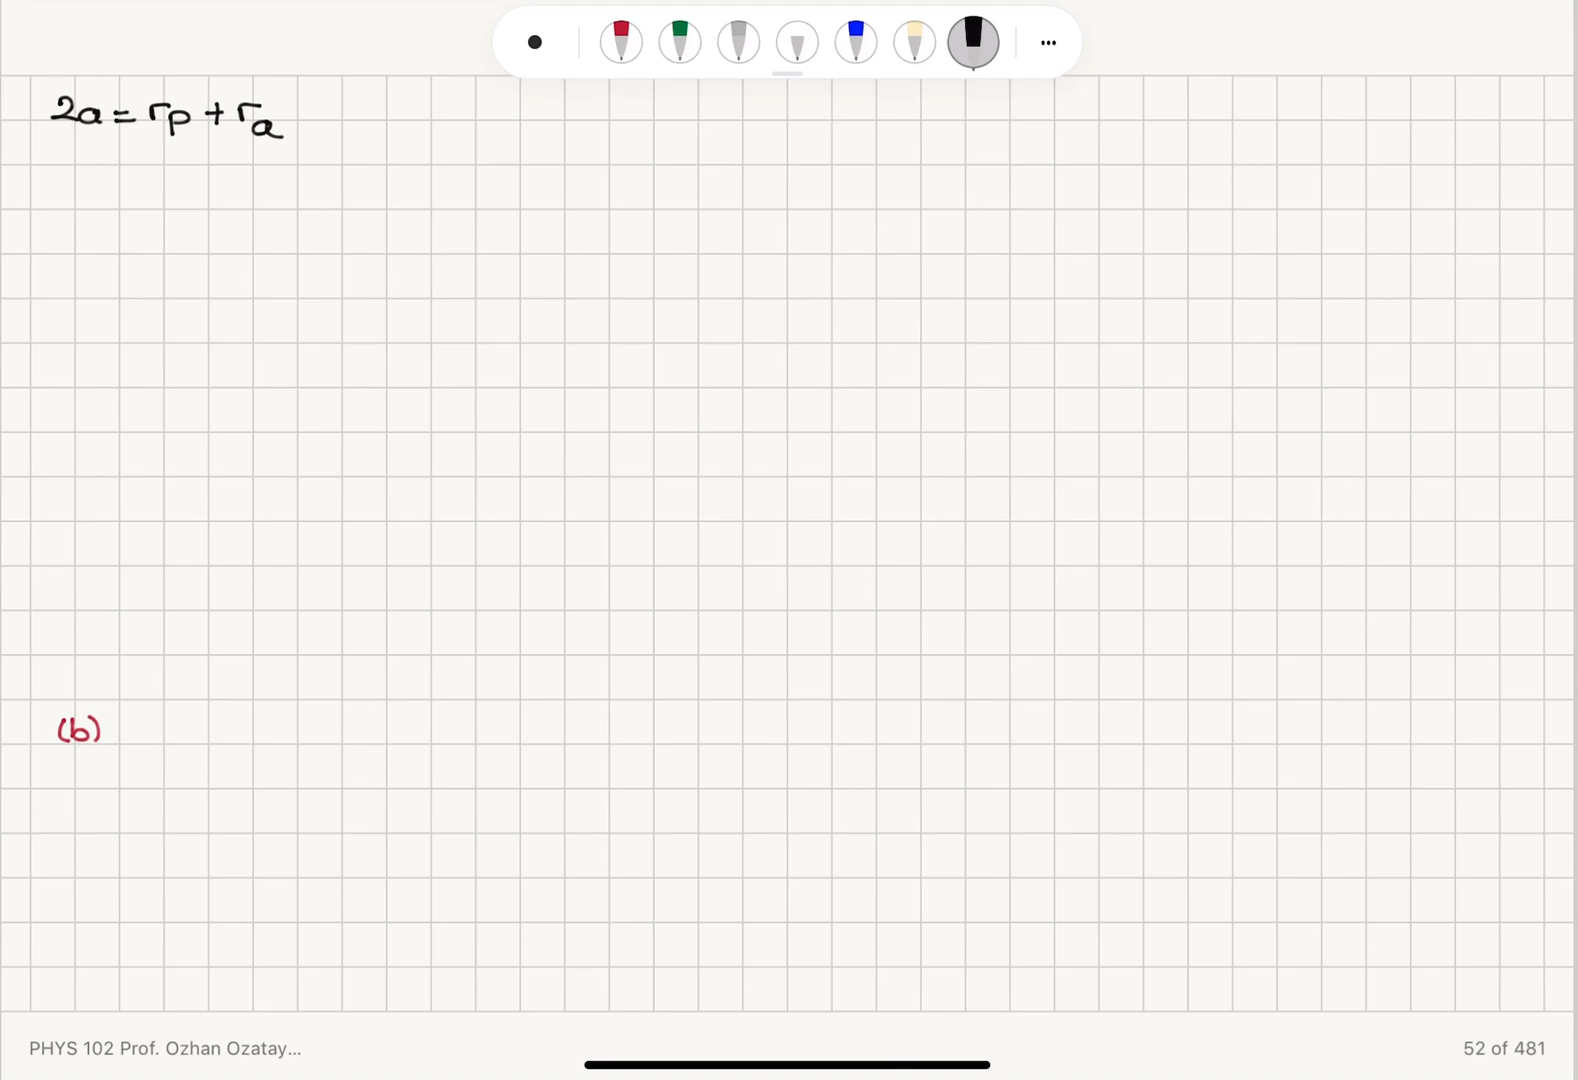 2a = rp + ra
(b)
PHYS 102 Prof. Ozhan Ozatay...
52 of 481